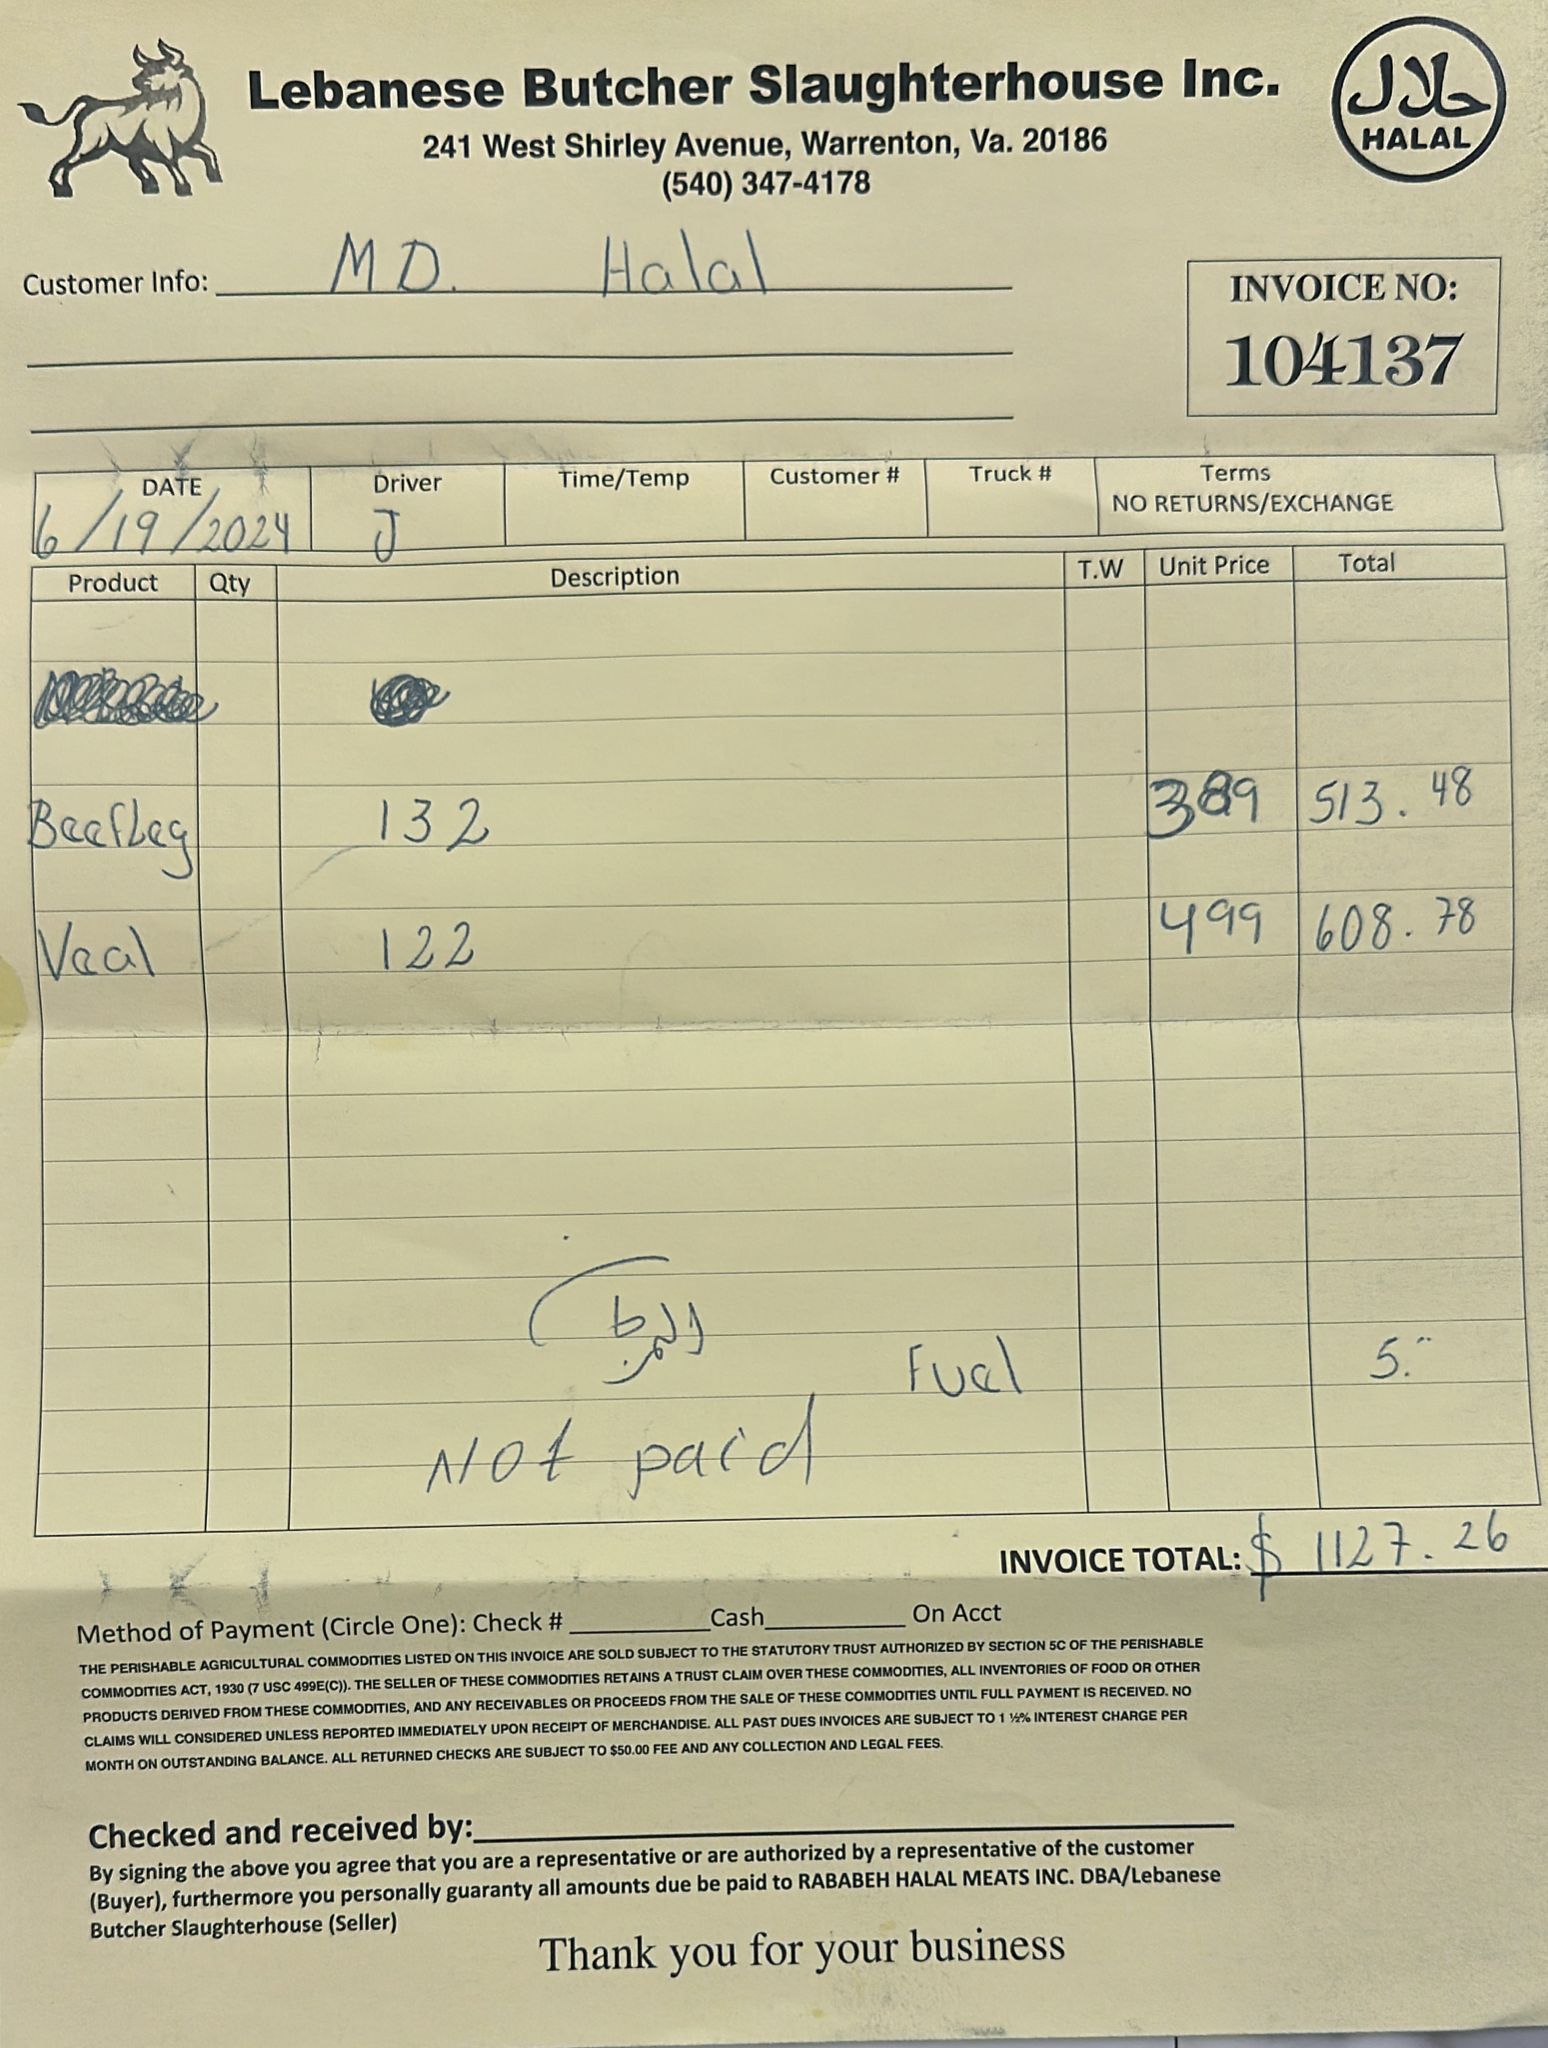 Lebanese Butcher Slaughterhouse Inc.
حلال
HALAL
241 West Shirley Avenue, Warrenton, Va. 20186
(540) 347-4178
Customer Info: MD. Halal
INVOICE NO:
104137
DATE Driver Time/Temp Customer # Truck # Terms
NO RETURNS/EXCHANGE
6/19/2024 J
Product Qty Description T.W Unit Price Total
BeefLeg 132 389 513.48
Veal 122 499 608.78
Fuel 5.
Not paid
INVOICE TOTAL: $ 1127.26
Method of Payment (Circle One): Check # Cash On Acct
THE PERISHABLE AGRICULTURAL COMMODITIES LISTED ON THIS INVOICE ARE SOLD SUBJECT TO THE STATUTORY TRUST AUTHORIZED BY SECTION 5C OF THE PERISHABLE
COMMODITIES ACT, 1930 (7 USC 499E(C)). THE SELLER OF THESE COMMODITIES RETAINS A TRUST CLAIM OVER THESE COMMODITIES, ALL INVENTORIES OF FOOD OR OTHER
PRODUCTS DERIVED FROM THESE COMMODITIES, AND ANY RECEIVABLES OR PROCEEDS FROM THE SALE OF THESE COMMODITIES UNTIL FULL PAYMENT IS RECEIVED. NO
CLAIMS WILL CONSIDERED UNLESS REPORTED IMMEDIATELY UPON RECEIPT OF MERCHANDISE. ALL PAST DUES INVOICES ARE SUBJECT TO 1 ½% INTEREST CHARGE PER
MONTH ON OUTSTANDING BALANCE. ALL RETURNED CHECKS ARE SUBJECT TO $50.00 FEE AND ANY COLLECTION AND LEGAL FEES.
Checked and received by:
By signing the above you agree that you are a representative or are authorized by a representative of the customer
(Buyer), furthermore you personally guaranty all amounts due be paid to RABABEH HALAL MEATS INC. DBA/Lebanese
Butcher Slaughterhouse (Seller)
Thank you for your business